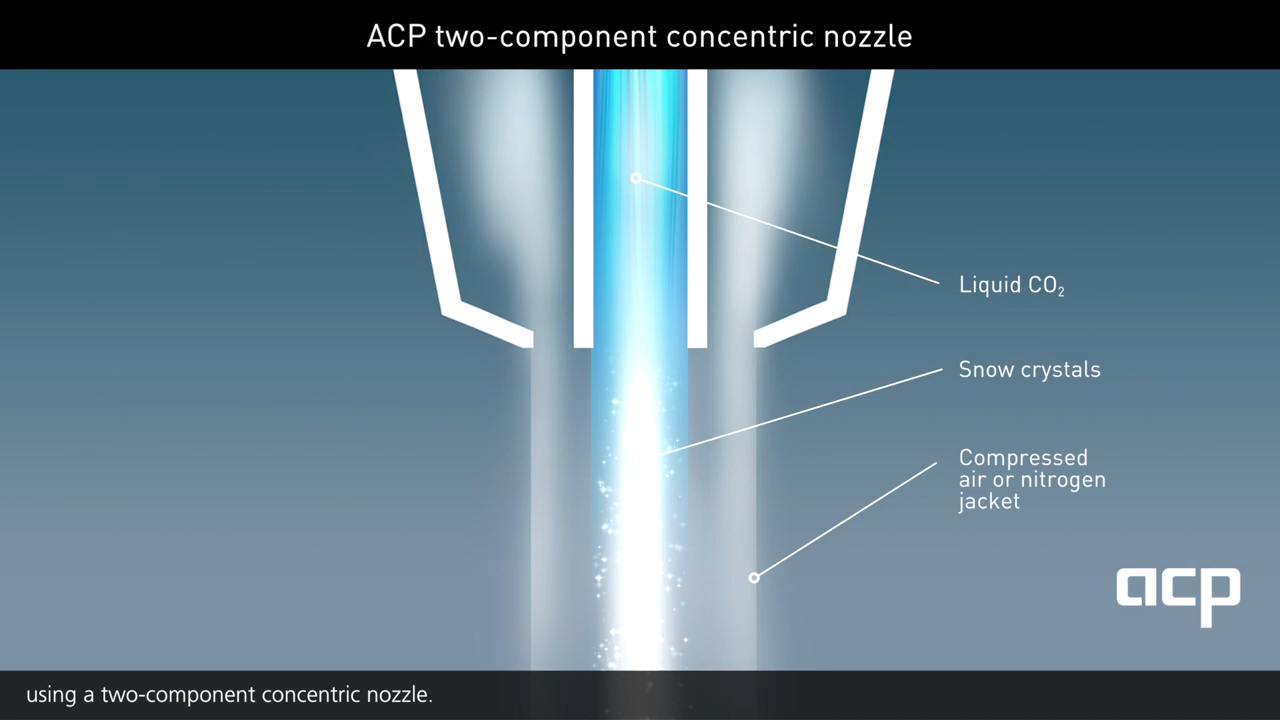 ACP two-component concentric nozzle
Liquid CO₂
Snow crystals
Compressed
air or nitrogen
jacket
acp
using a two-component concentric nozzle.